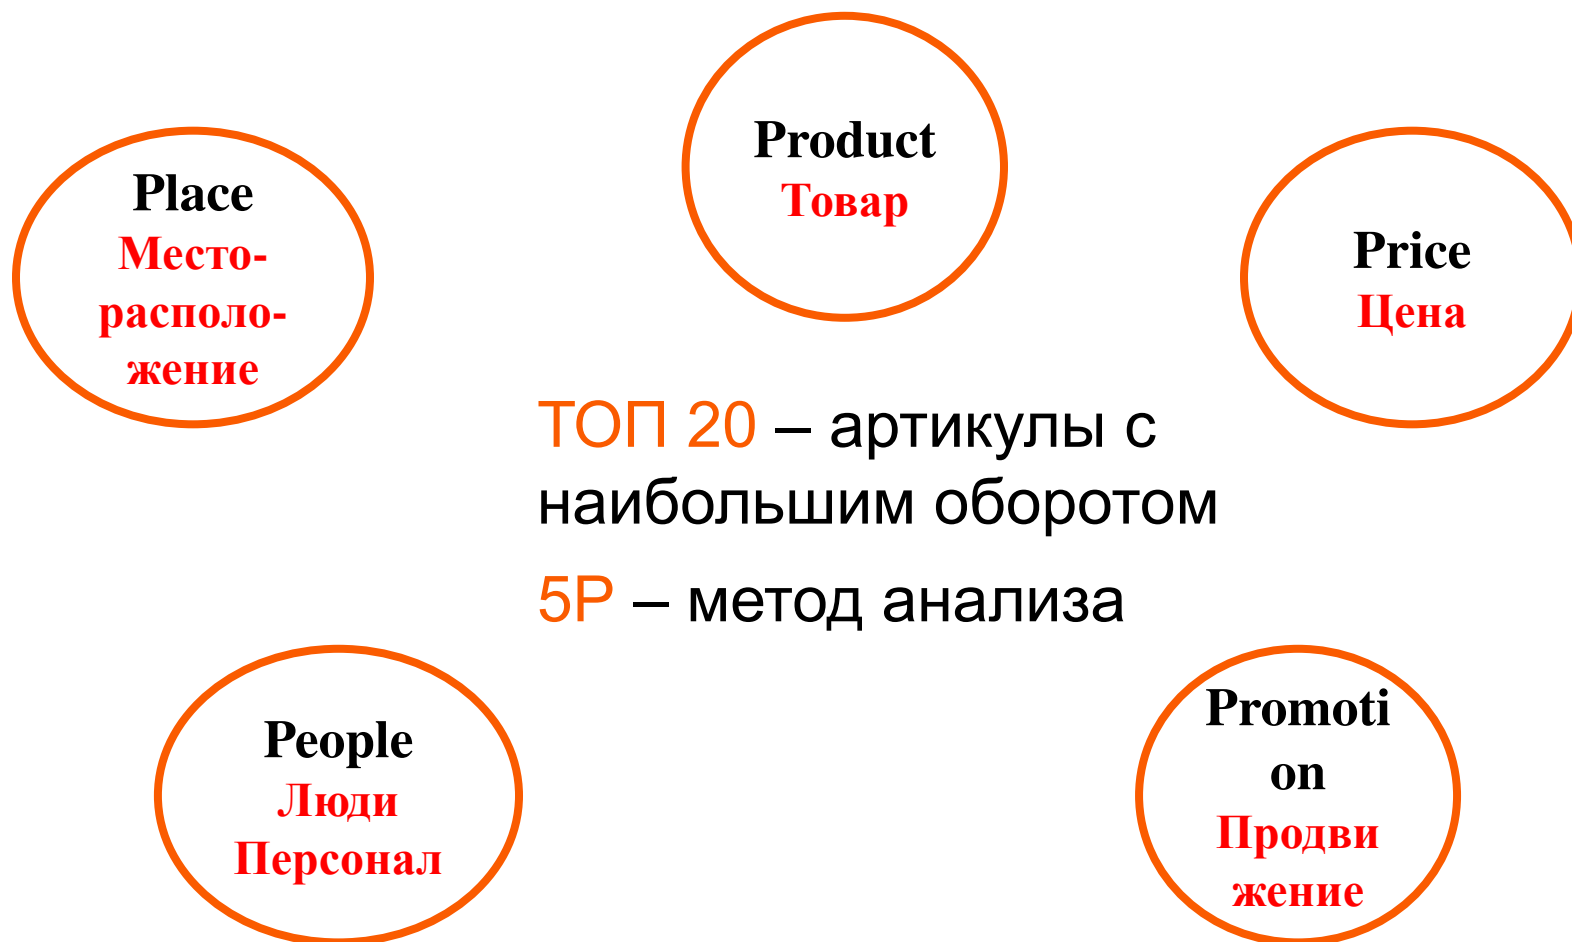 Product
Товар
Place
Место-
располо-
жение
Price
Цена
ТОП 20 – артикулы с
наибольшим оборотом
5P – метод анализа
People
Люди
Персонал
Promoti
on
Продви
жение